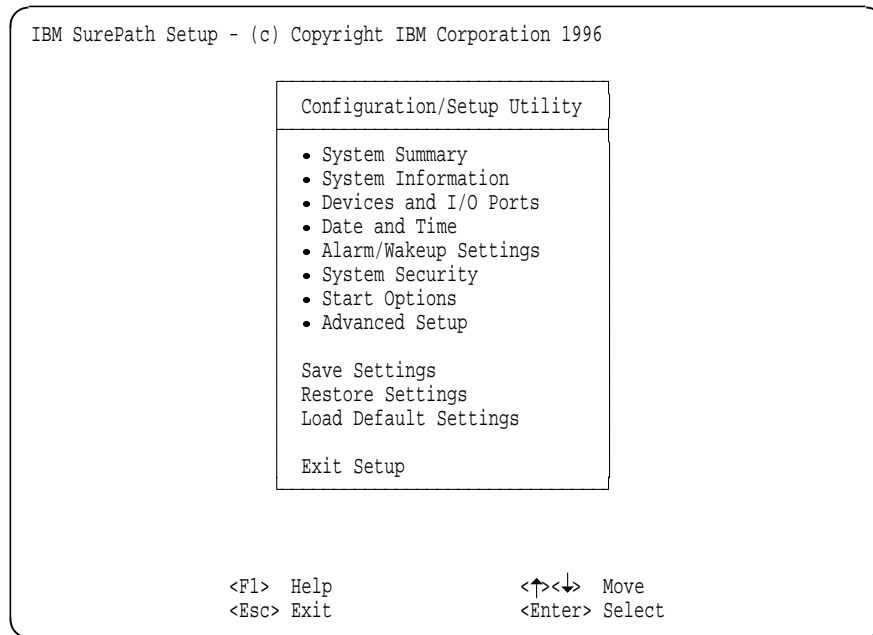 IBM SurePath Setup - (c) Copyright IBM Corporation 1996
Configuration/Setup Utility
• System Summary
• System Information
• Devices and I/O Ports
• Date and Time
• Alarm/Wakeup Settings
• System Security
• Start Options
• Advanced Setup
Save Settings
Restore Settings
Load Default Settings
Exit Setup
<F1> Help <↑><↓> Move
<Esc> Exit <Enter> Select